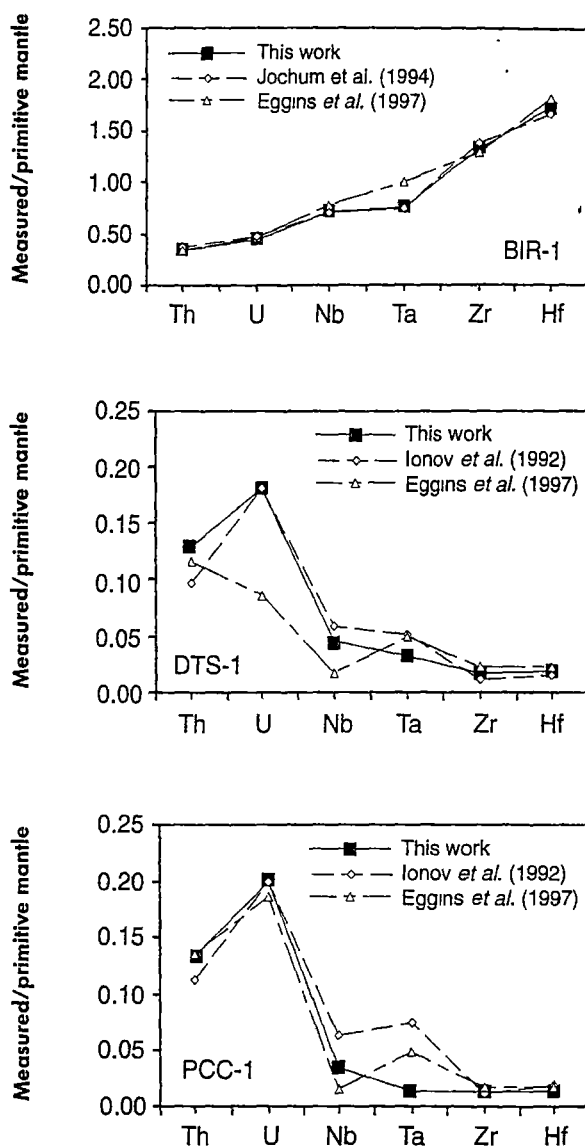 Measured/primitive mantle
2.50
2.00
1.50
1.00
0.50
0.00
This work
Jochum et al. (1994)
Eggins et al. (1997)
BIR-1
Th U Nb Ta Zr Hf
Measured/primitive mantle
0.25
0.20
0.15
0.10
0.05
0.00
This work
Ionov et al. (1992)
Eggins et al. (1997)
DTS-1
Th U Nb Ta Zr Hf
Measured/primitive mantle
0.25
0.20
0.15
0.10
0.05
0.00
This work
Ionov et al. (1992)
Eggins et al. (1997)
PCC-1
Th U Nb Ta Zr Hf